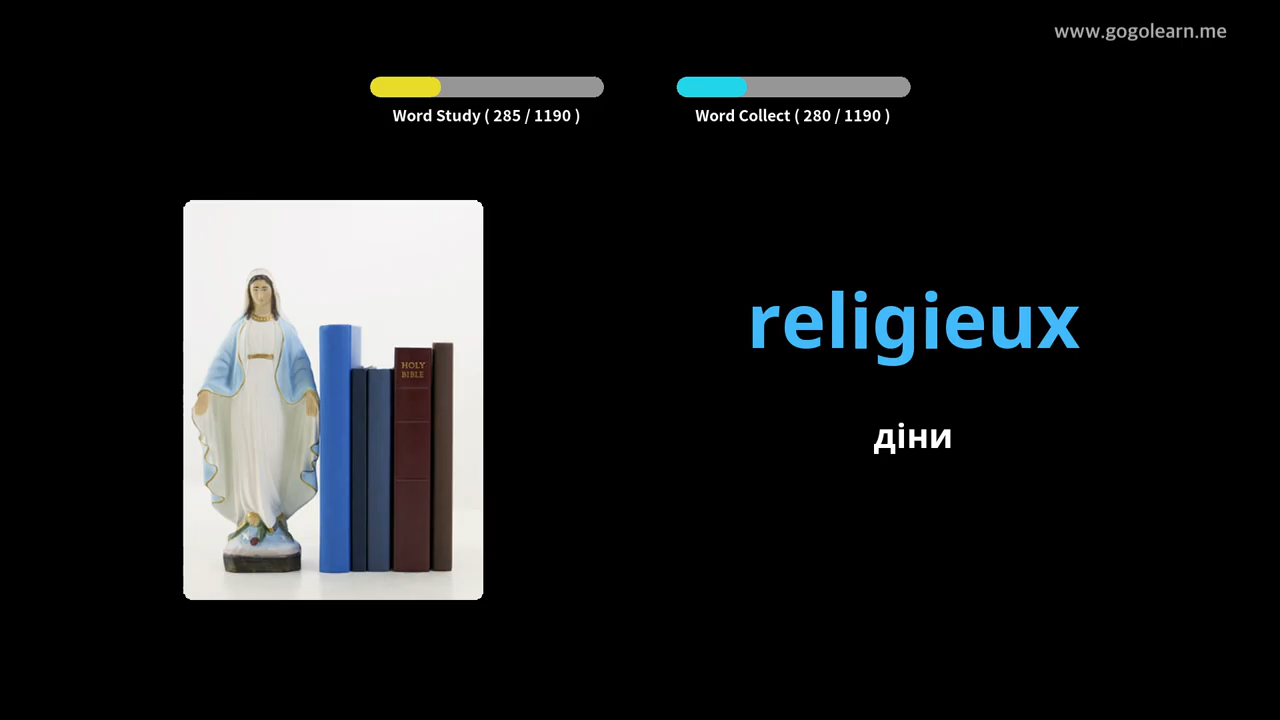 www.gogolearn.me
Word Study ( 285 / 1190 )
Word Collect ( 280 / 1190 )
HOLY
BIBLE
religieux
діни